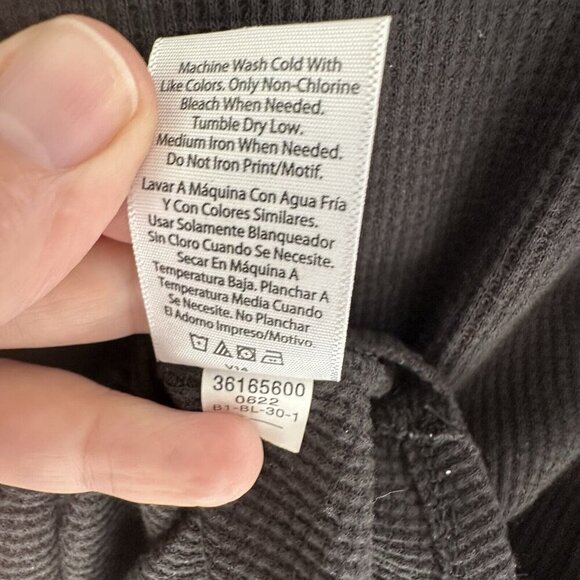 Machine Wash Cold With
Like Colors. Only Non-Chlorine
Bleach When Needed.
Tumble Dry Low.
Medium Iron When Needed.
Do Not Iron Print/Motif.
Lavar A Máquina Con Agua Fría
Y Con Colores Similares.
Usar Solamente Blanqueador
Sin Cloro Cuando Se Necesite.
Secar En Máquina A
Temperatura Baja. Planchar A
Temperatura Media Cuando
Se Necesite. No Planchar
El Adorno Impreso/Motivo.
36165600
0622
B1-BL-30-1